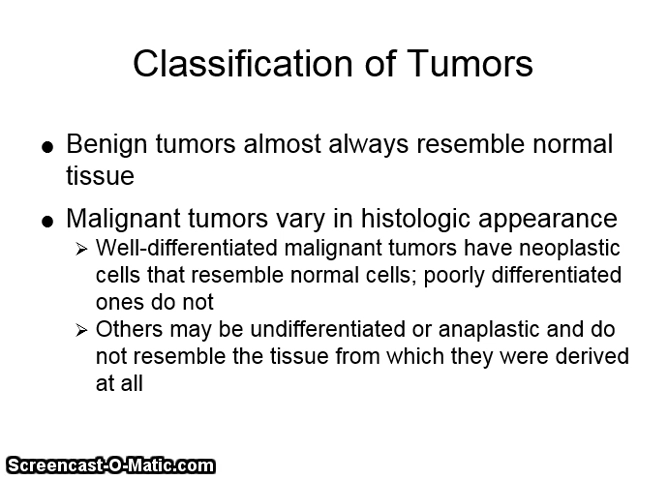 Classification of Tumors
● Benign tumors almost always resemble normal
tissue
● Malignant tumors vary in histologic appearance
➢ Well-differentiated malignant tumors have neoplastic
cells that resemble normal cells; poorly differentiated
ones do not
➢ Others may be undifferentiated or anaplastic and do
not resemble the tissue from which they were derived
at all
Screencast-O-Matic.com